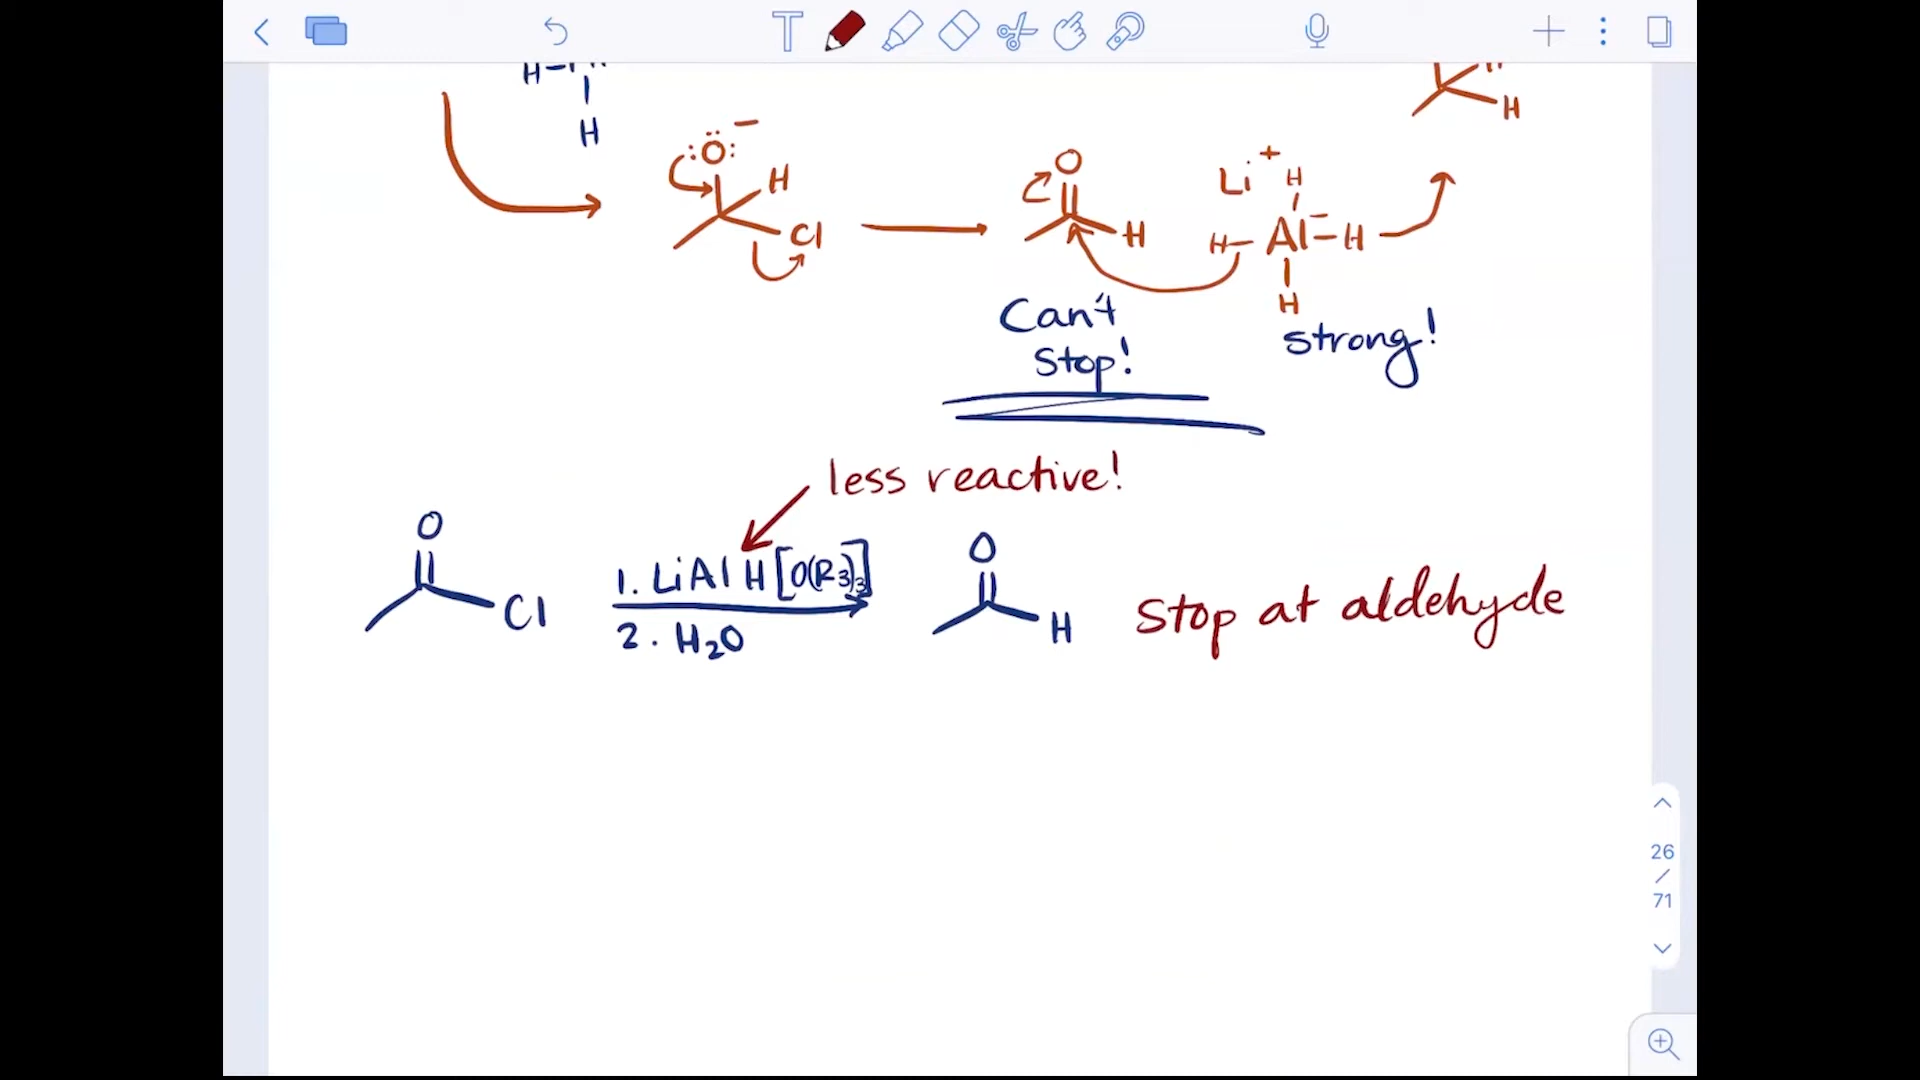 H
H
H
:Ö: −
H
Cl
O
H
Li +
H
H–Al−–H
H
Can't
Stop!
strong!
less reactive!
O
Cl
1. LiAlH[O(R3)3]
2. H2O
O
H
Stop at aldehyde
26
/
71